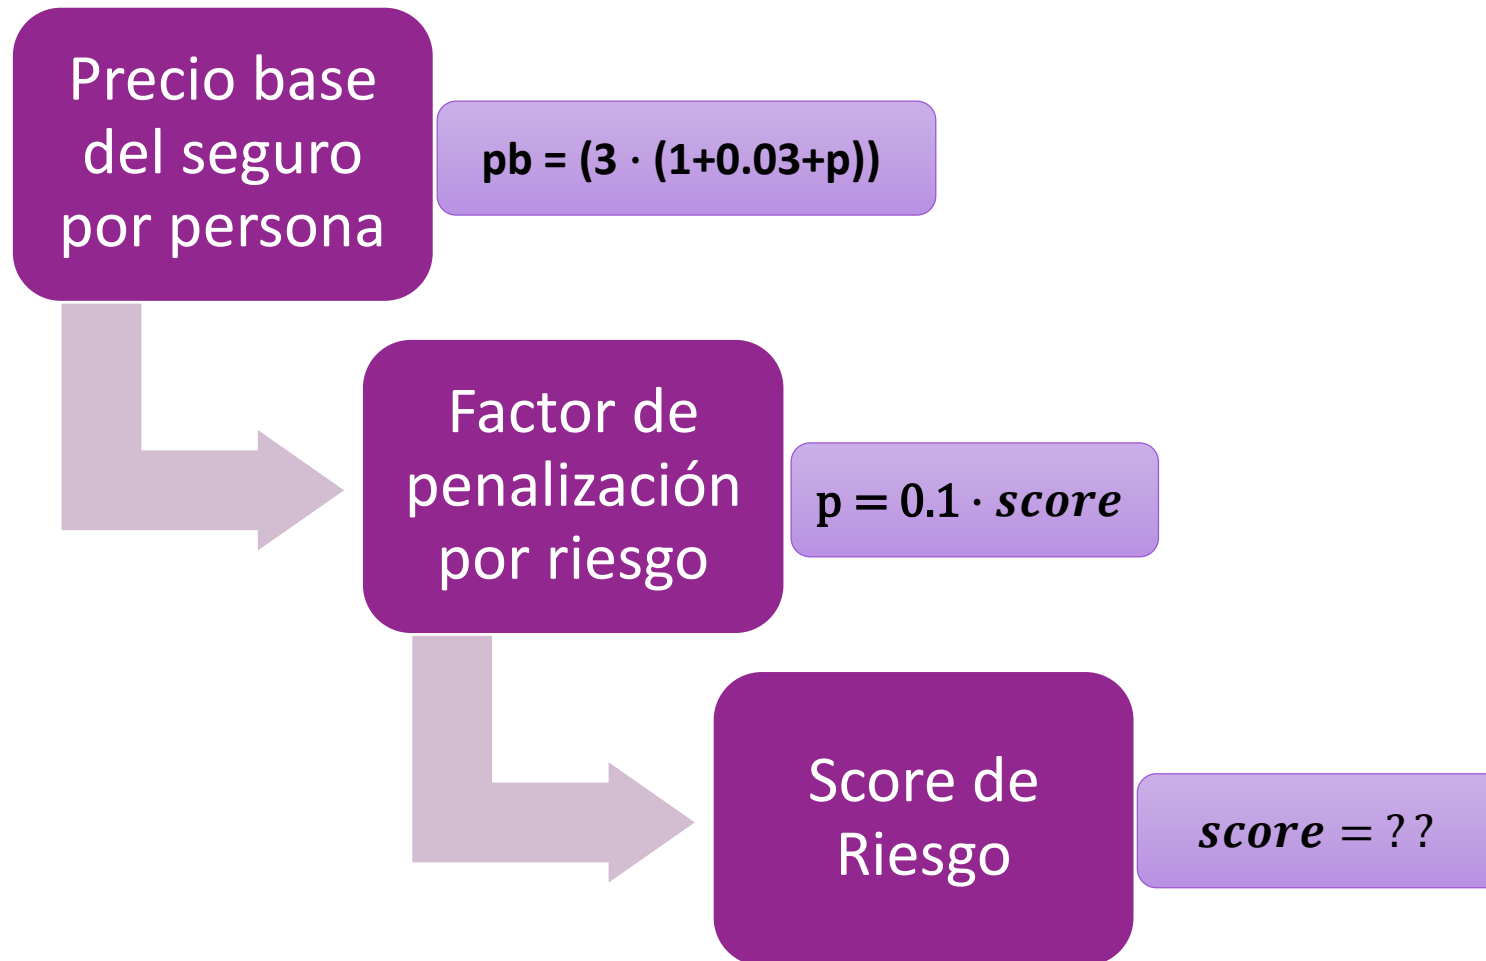 Precio base
del seguro
por persona
pb = (3 · (1+0.03+p))
Factor de
penalización
por riesgo
p = 0.1 · score
Score de
Riesgo
score = ??